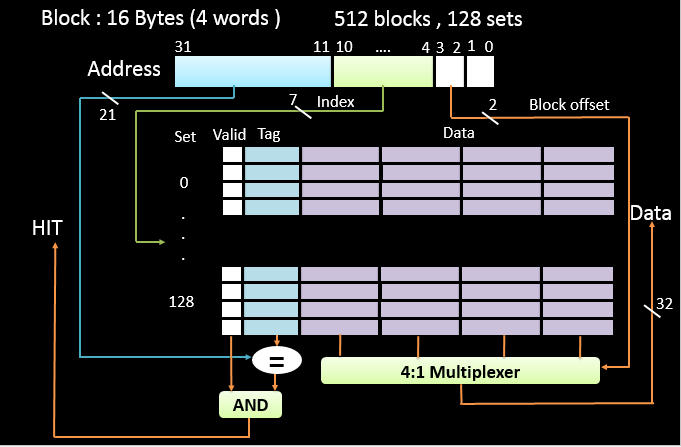 Block : 16 Bytes (4 words )
512 blocks , 128 sets
31 11 10 .... 4 3 2 1 0
Address
21
7 Index
2 Block offset
Set Valid Tag Data
0
.
.
.
HIT
Data
128
32
=
4:1 Multiplexer
AND